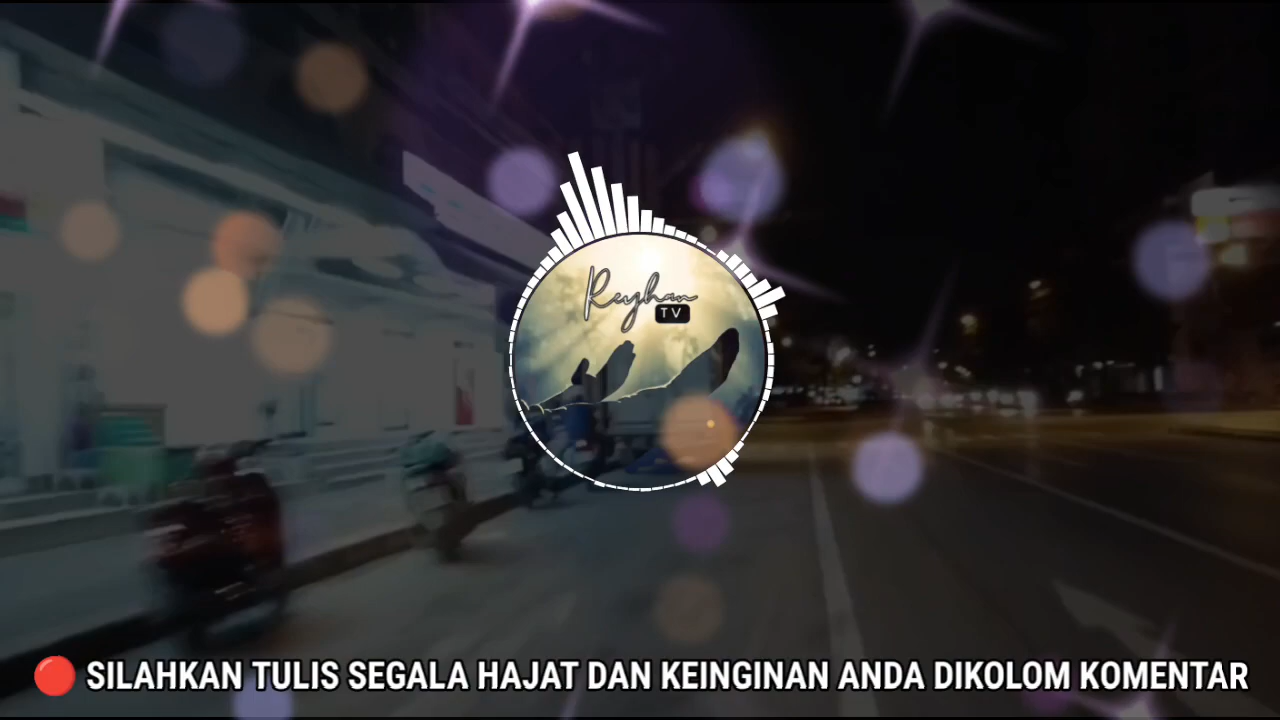 Reyhan
TV
SILAHKAN TULIS SEGALA HAJAT DAN KEINGINAN ANDA DIKOLOM KOMENTAR